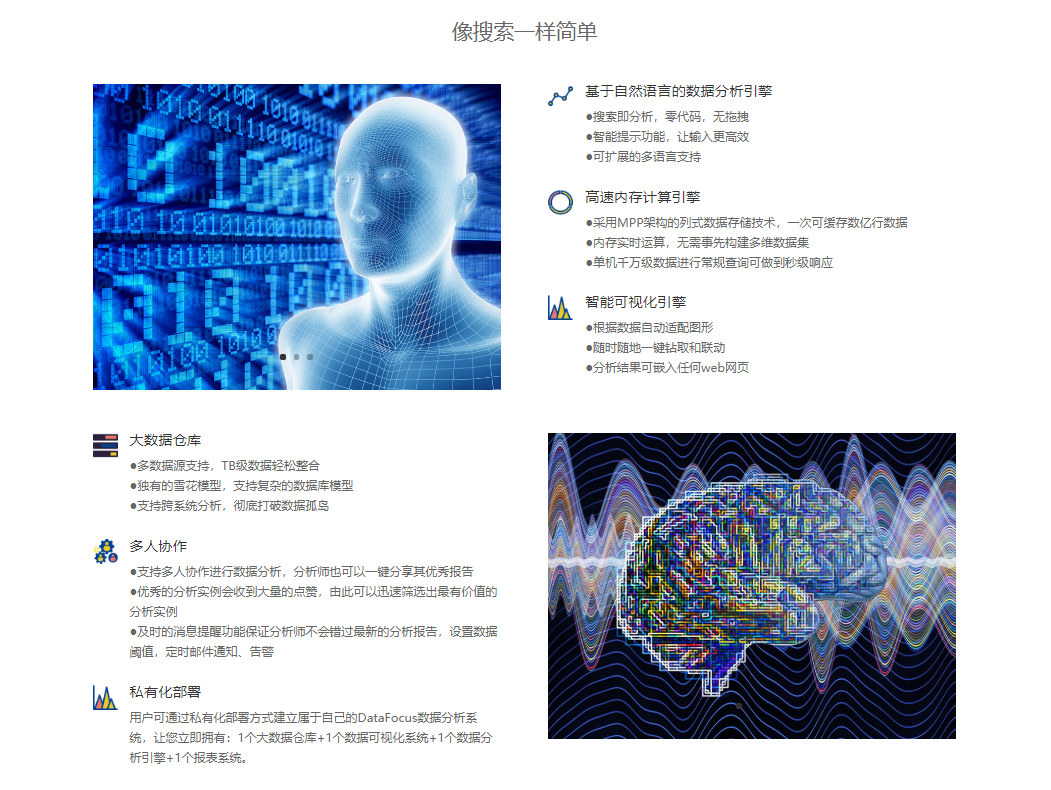 像搜索一样简单
基于自然语言的数据分析引擎
●搜索即分析，零代码，无拖拽
●智能提示功能，让输入更高效
●可扩展的多语言支持
高速内存计算引擎
●采用MPP架构的列式数据存储技术，一次可缓存数亿行数据
●内存实时运算，无需事先构建多维数据集
●单机千万级数据进行常规查询可做到秒级响应
智能可视化引擎
●根据数据自动适配图形
●随时随地一键钻取和联动
●分析结果可嵌入任何web网页
大数据仓库
●多数据源支持，TB级数据轻松整合
●独有的雪花模型，支持复杂的数据库模型
●支持跨系统分析，彻底打破数据孤岛
多人协作
●支持多人协作进行数据分析，分析师也可以一键分享其优秀报告
●优秀的分析实例会收到大量的点赞，由此可以迅速筛选出最有价值的
分析实例
●及时的消息提醒功能保证分析师不会错过最新的分析报告，设置数据
阈值，定时邮件通知、告警
私有化部署
用户可通过私有化部署方式建立属于自己的DataFocus数据分析系
统，让您立即拥有：1个大数据仓库+1个数据可视化系统+1个数据分
析引擎+1个报表系统。